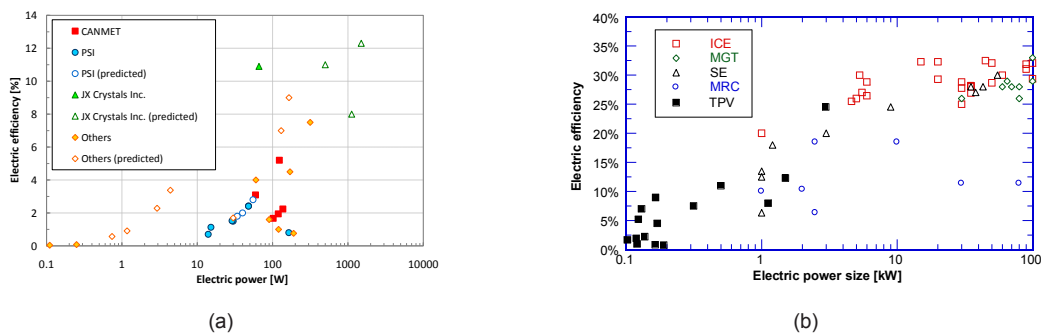 14
12
10
8
6
4
2
0
Electric efficiency [%]
CANMET
PSI
PSI (predicted)
JX Crystals Inc.
JX Crystals Inc. (predicted)
Others
Others (predicted)
0.1
1
10
100
1000
10000
Electric power [W]
(a)
40%
35%
30%
25%
20%
15%
10%
5%
0%
Electric efficiency
ICE
MGT
SE
MRC
TPV
0.1
1
10
100
Electric power size [kW]
(b)